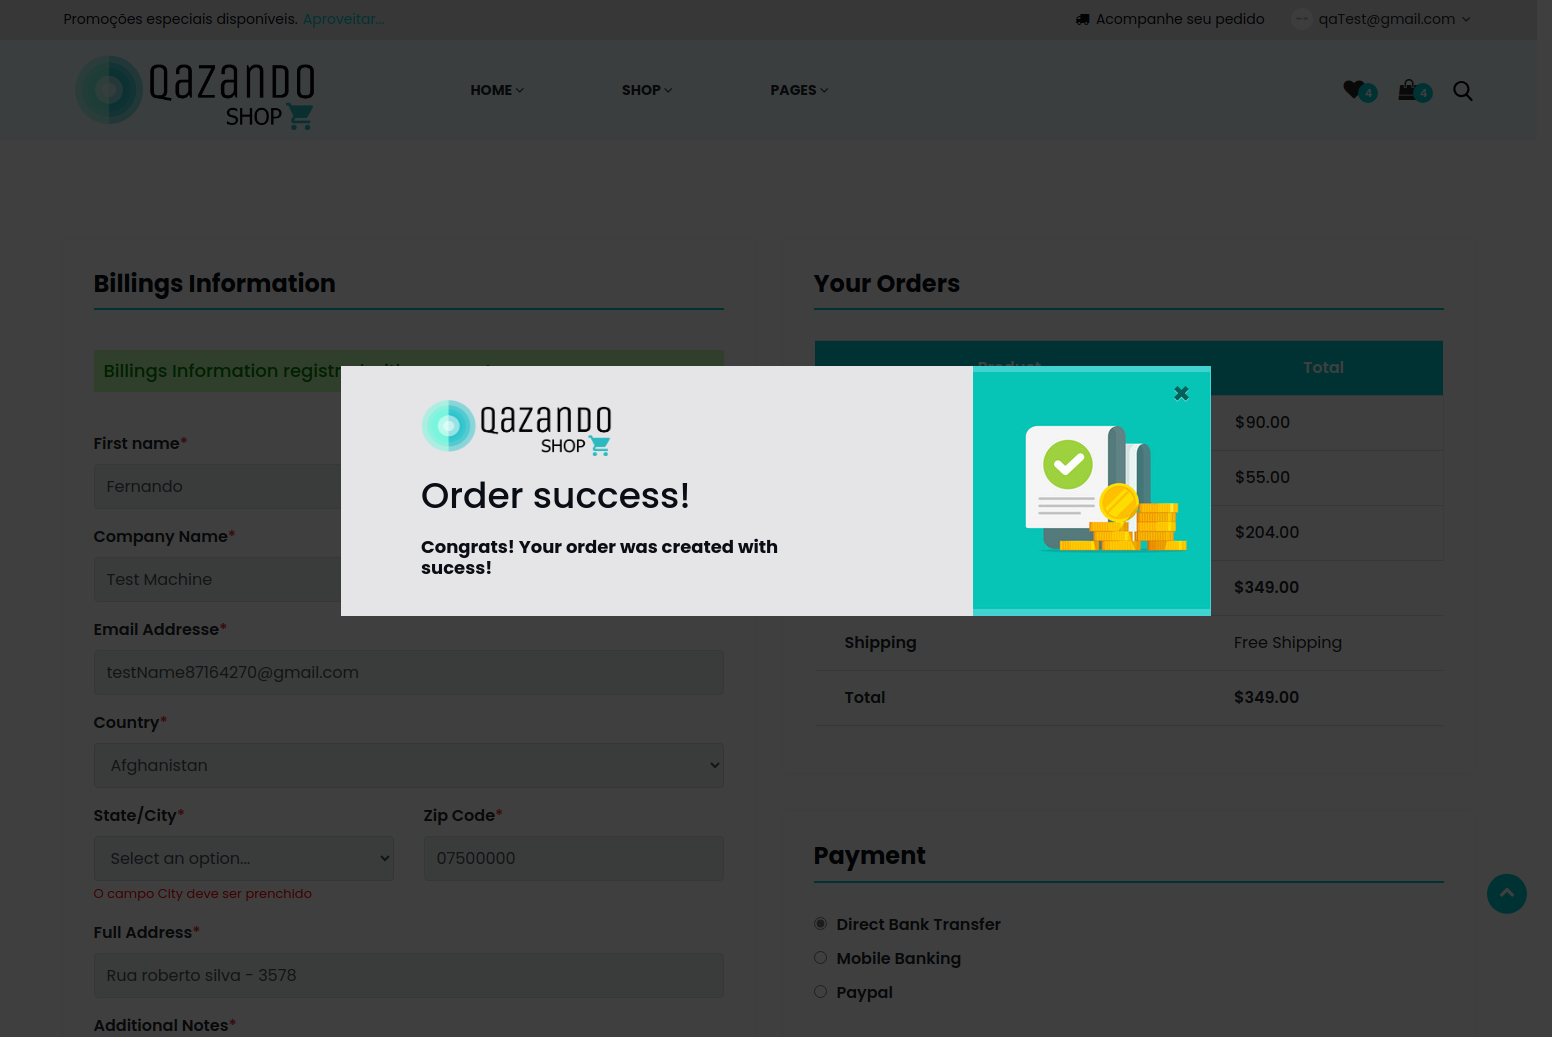 Promoções especiais disponíveis. Aproveitar...
Acompanhe seu pedido
qaTest@gmail.com
Qazando
SHOP
HOME
SHOP
PAGES
4
4
Billings Information
Billings Information registr
First name*
Fernando
Company Name*
Test Machine
Email Addresse*
testName87164270@gmail.com
Country*
Afghanistan
State/City*
Zip Code*
Select an option...
07500000
O campo City deve ser prenchido
Full Address*
Rua roberto silva - 3578
Additional Notes*
Your Orders
Product
Total
$90.00
$55.00
$204.00
$349.00
Shipping
Free Shipping
Total
$349.00
Payment
Direct Bank Transfer
Mobile Banking
Paypal
Qazando
SHOP
Order success!
Congrats! Your order was created with
sucess!